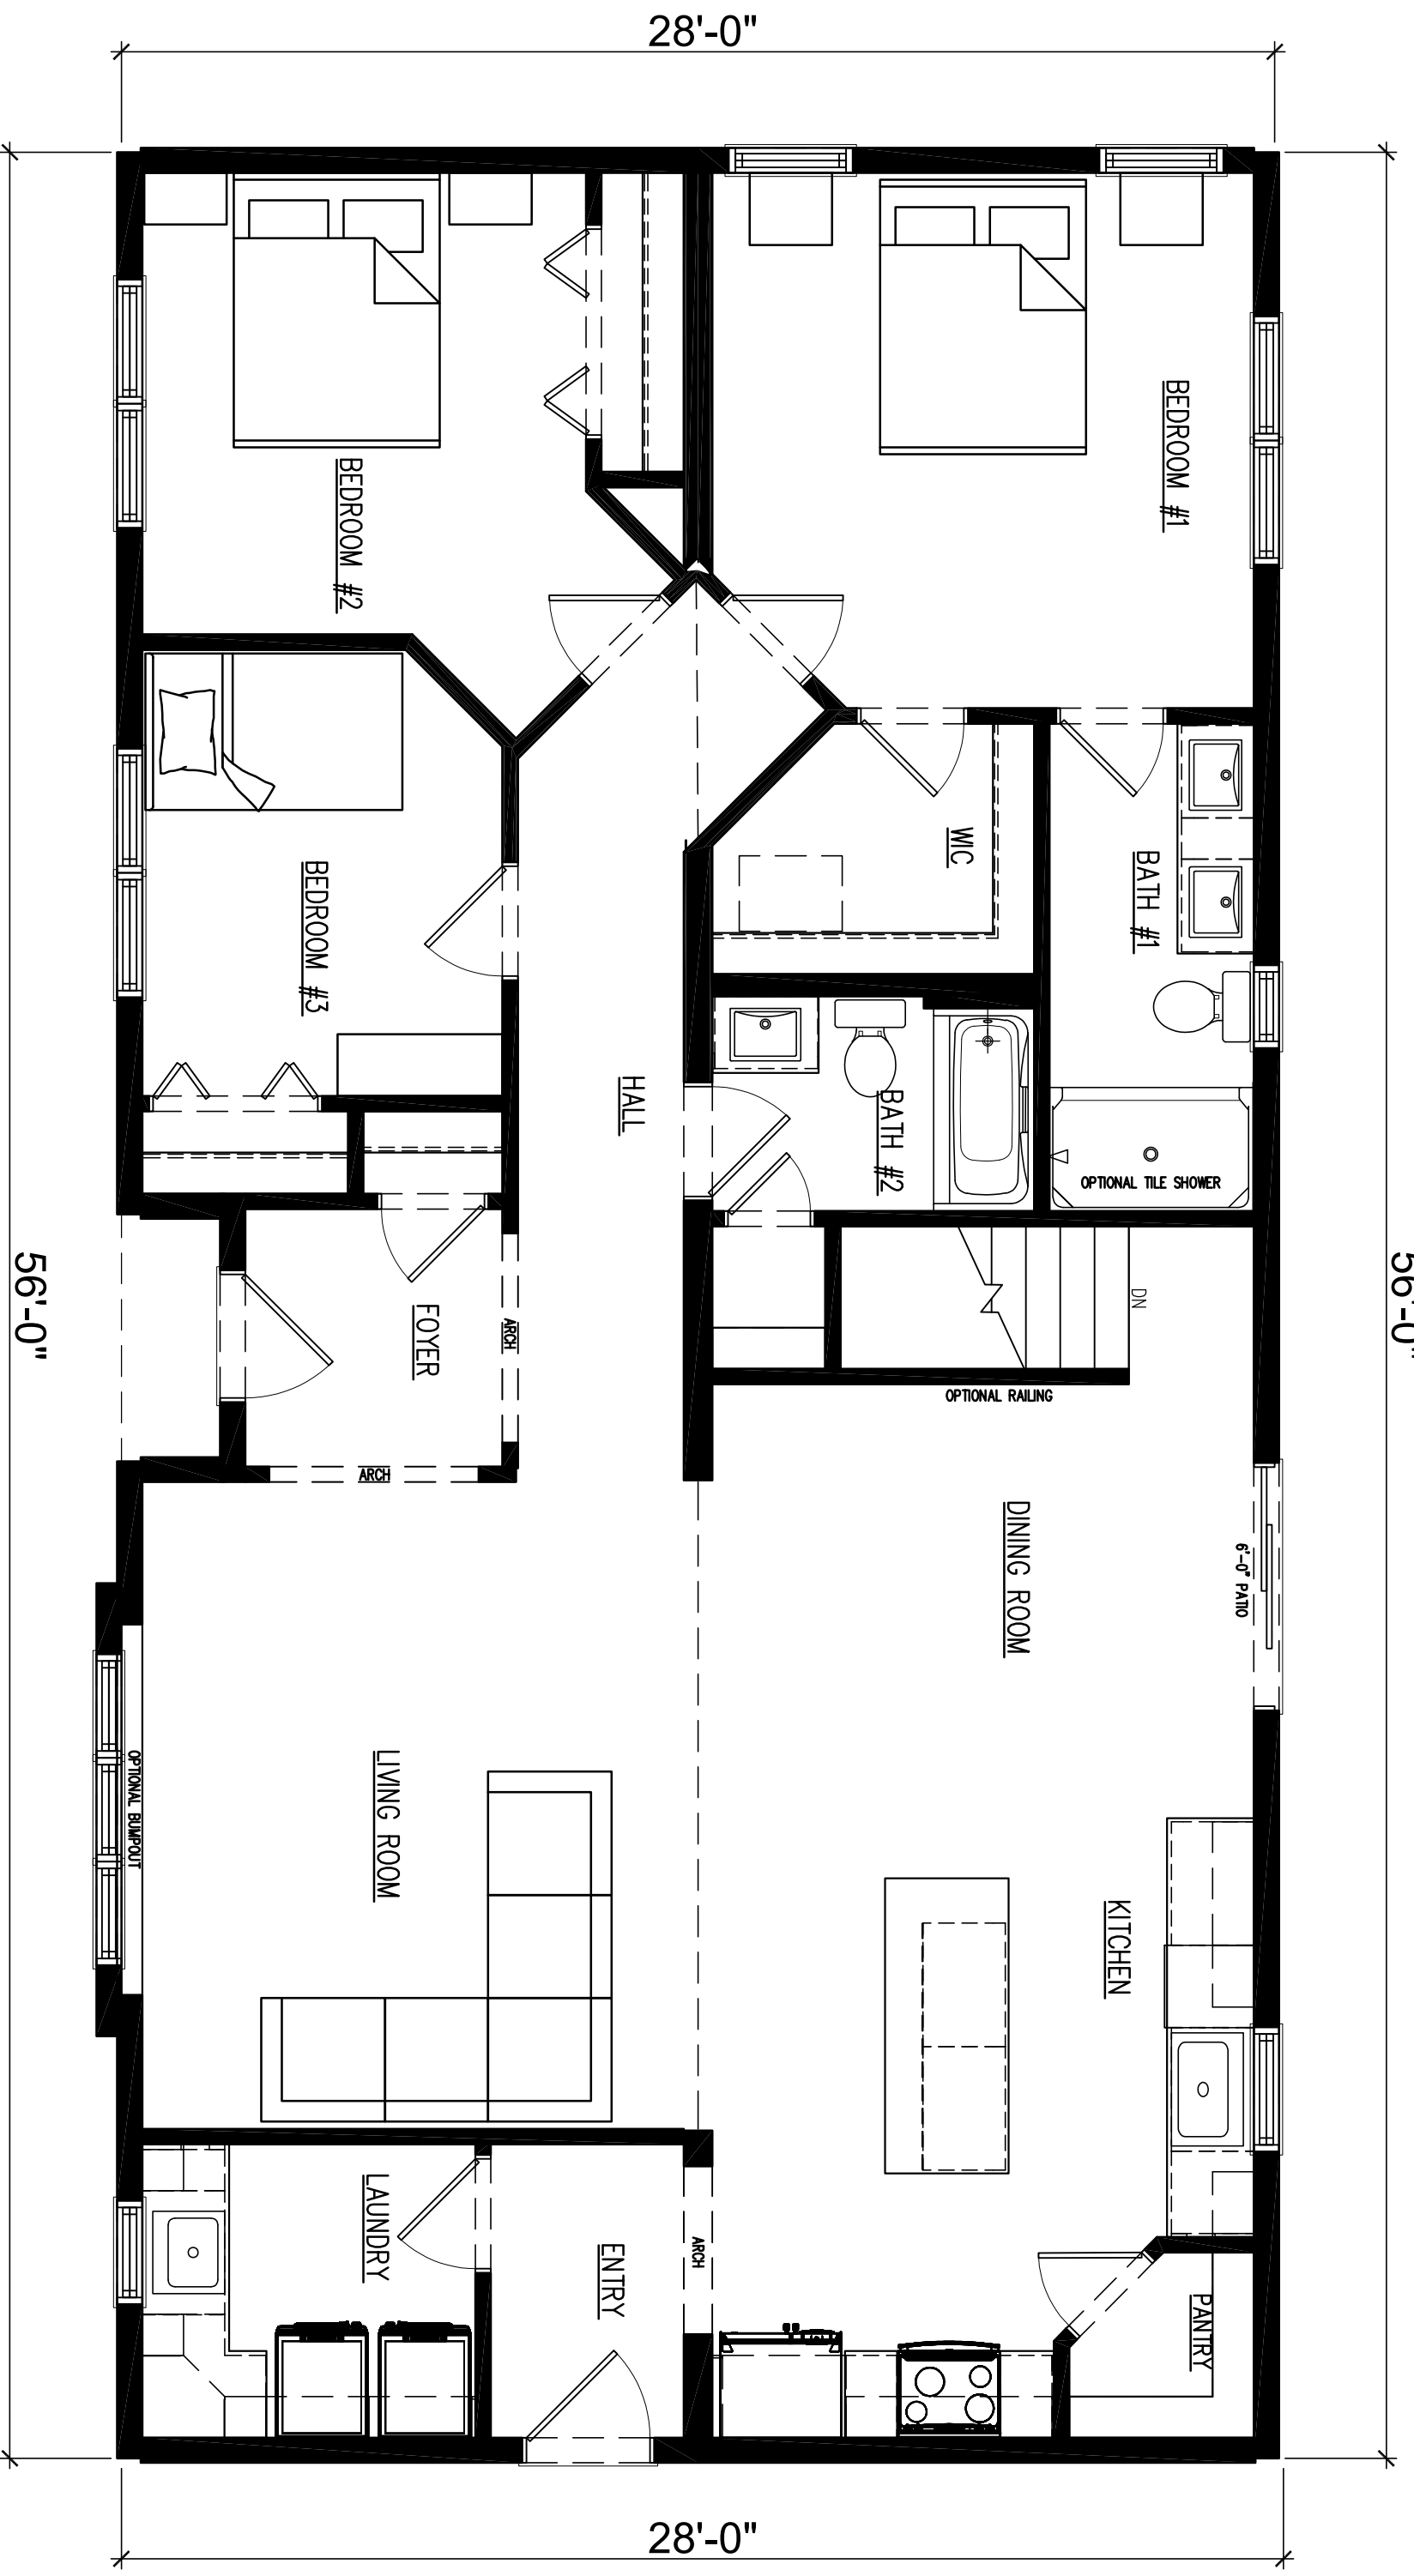 28'-0"
BEDROOM #1
BEDROOM #2
WIC
BATH #1
BEDROOM #3
HALL
BATH #2
OPTIONAL TILE SHOWER
56'-0"
56'-0"
DN
FOYER
ARCH
OPTIONAL RAILING
ARCH
DINING ROOM
6'-0" PATIO
LIVING ROOM
OPTIONAL BUMPOUT
KITCHEN
LAUNDRY
ENTRY
ARCH
PANTRY
28'-0"